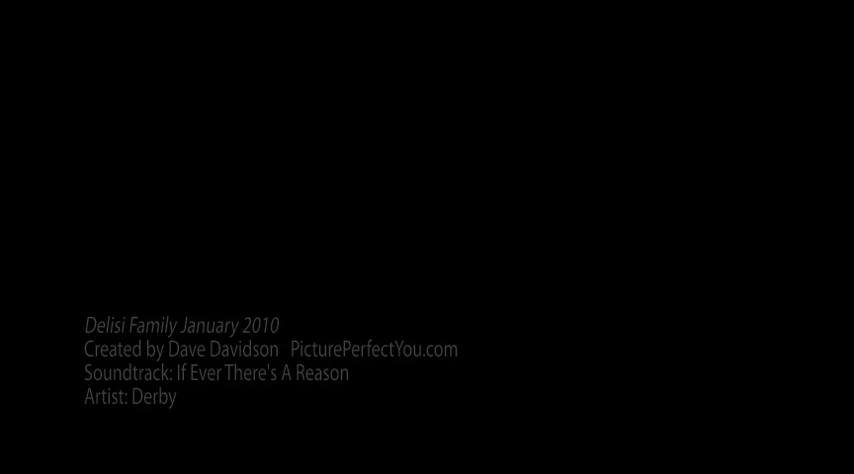 Delisi Family January 2010
Created by Dave Davidson PicturePerfectYou.com
Soundtrack: If Ever There's A Reason
Artist: Derby